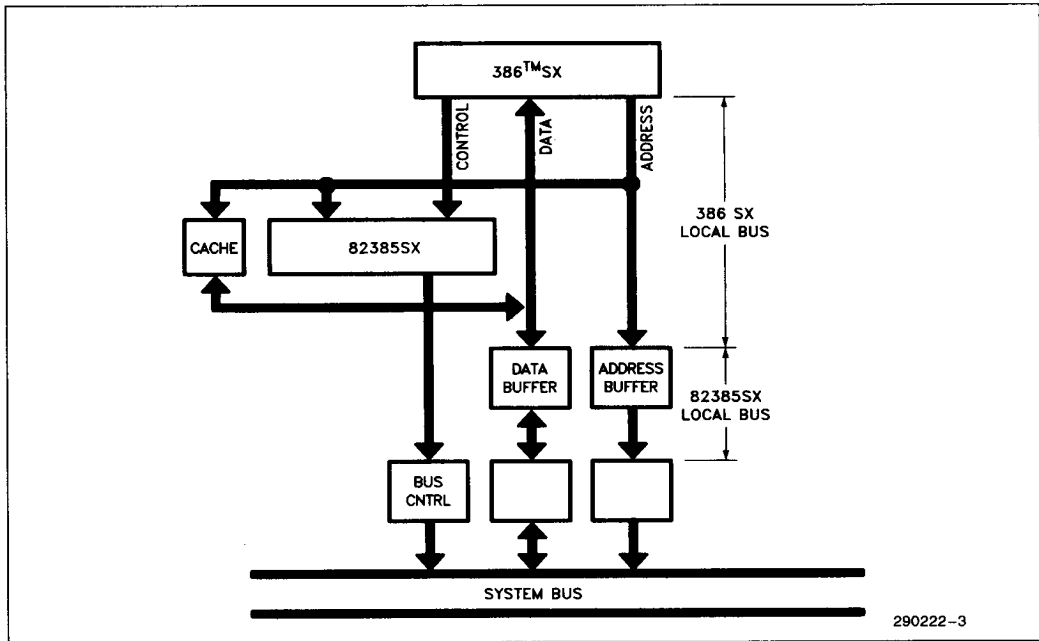 386™SX
CONTROL
DATA
ADDRESS
CACHE
82385SX
386 SX
LOCAL BUS
DATA
BUFFER
ADDRESS
BUFFER
82385SX
LOCAL BUS
BUS
CNTRL
SYSTEM BUS
290222-3